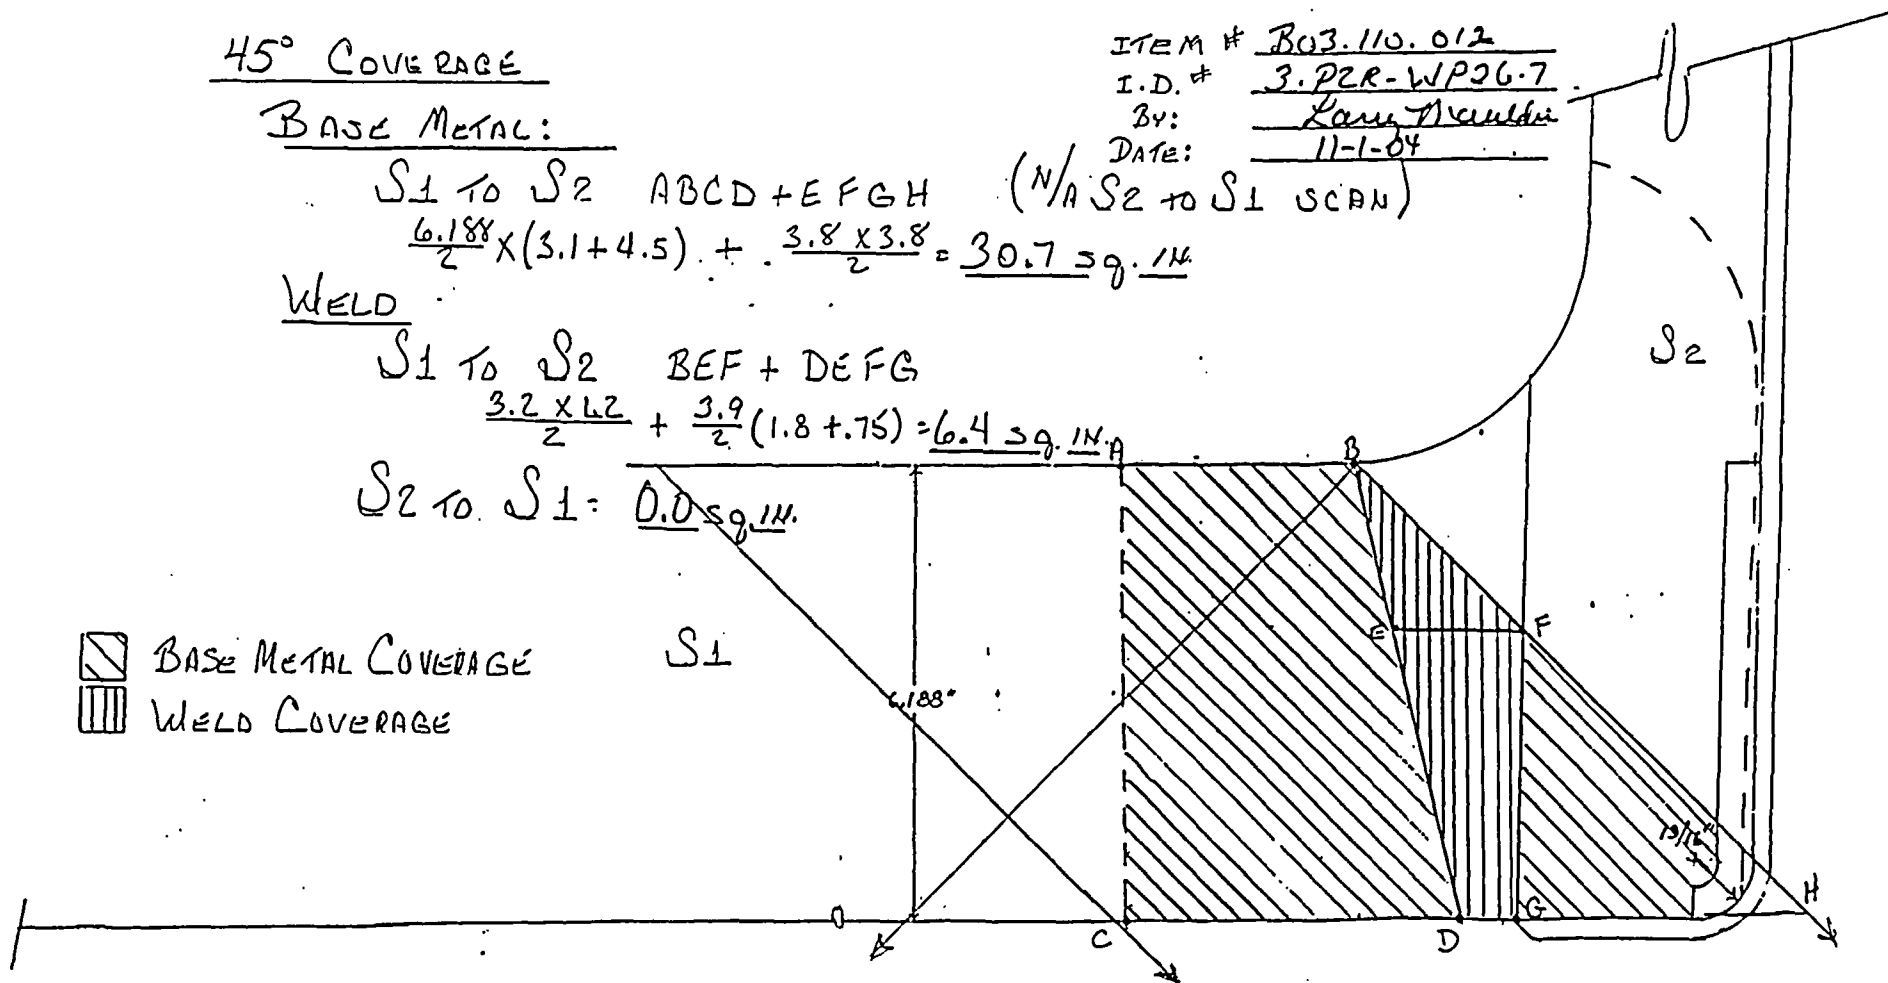 45° COVERAGE
ITEM # B03.110.012
I.D. # 3.PZR-WP26.7
BY:
DATE: 11-1-04
BASE METAL:
S1 TO S2 ABCD + EFGH (N/A S2 TO S1 SCAN)
6.188/2 X (3.1 + 4.5) + 3.8 X 3.8/2 = 30.7 sq. IN.
WELD
S1 TO S2 BEF + DEFG
3.2 X 1.2/2 + 3.9/2 (1.8 + .75) = 6.4 sq. IN.
S2 TO S1 = 0.0 sq. IN.
A
B
S2
S1
E
F
BASE METAL COVERAGE
WELD COVERAGE
6.188"
13/16"
C
D
G
H